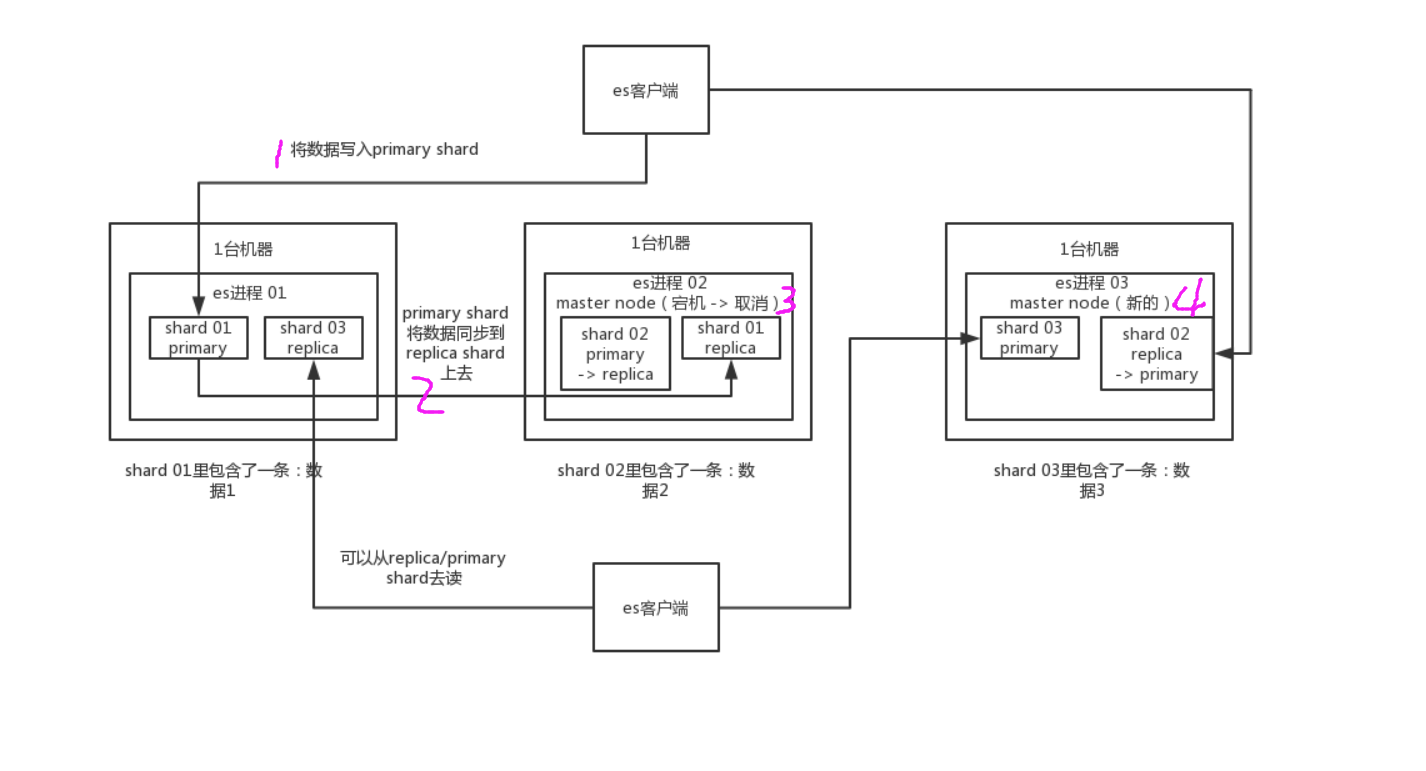 es客户端
1 将数据写入primary shard
1台机器
es进程 01
shard 01
primary
shard 03
replica
primary shard
将数据同步到
replica shard
上去
2
1台机器
es进程 02
master node（宕机 -> 取消）3
shard 02
primary
-> replica
shard 01
replica
1台机器
es进程 03
master node（新的）4
shard 03
primary
shard 02
replica
-> primary
shard 01里包含了一条：数
据1
shard 02里包含了一条：数
据2
shard 03里包含了一条：数
据3
可以从replica/primary
shard去读
es客户端